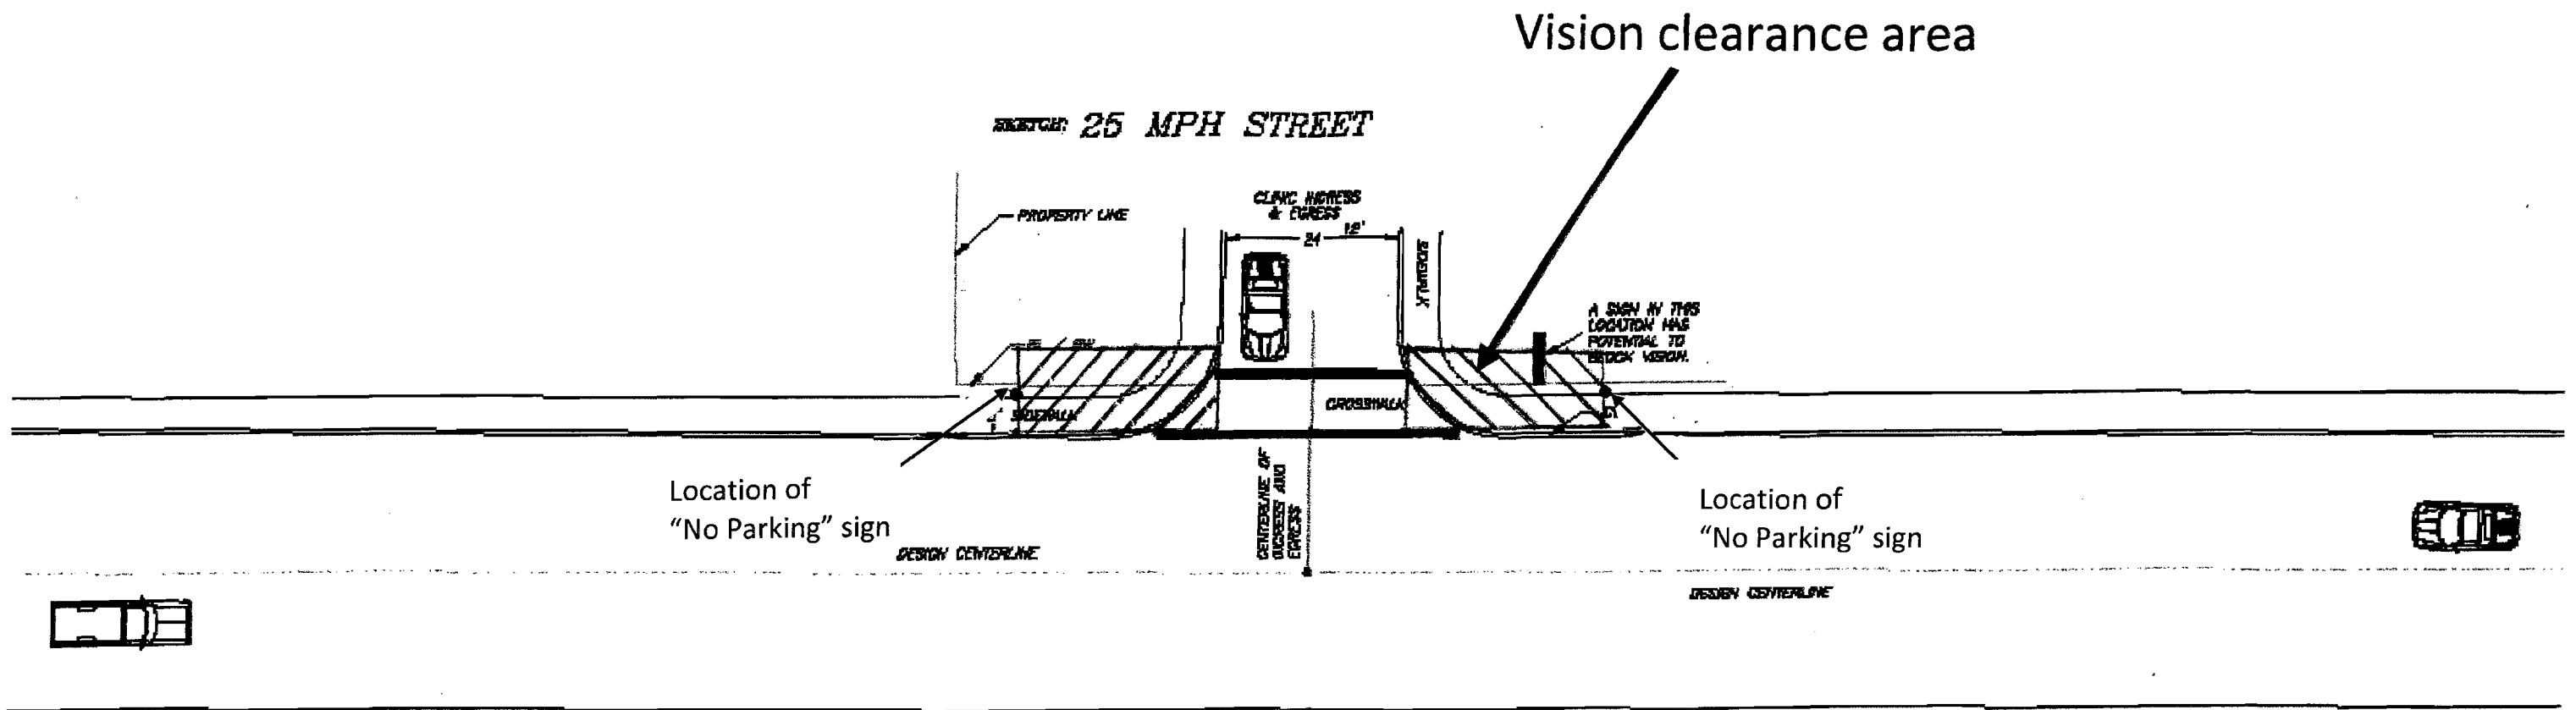 Vision clearance area
SKETCH: 25 MPH STREET
CLINIC INGRESS
& EGRESS
24 12'
PROPERTY LINE
SIDEWALK
A SIGN IN THIS
LOCATION HAS
POTENTIAL TO
BLOCK VISION.
SIDEWALK
CROSSWALK
Location of
"No Parking" sign
CENTERLINE OF
INGRESS AND
EGRESS
Location of
"No Parking" sign
DESIGN CENTERLINE
DESIGN CENTERLINE